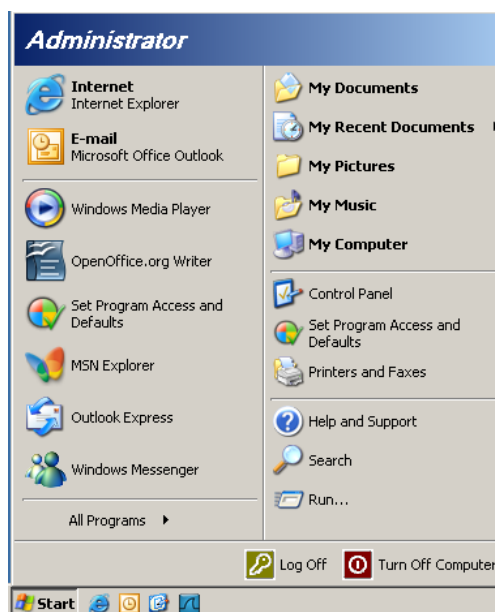 Administrator
Internet
Internet Explorer
E-mail
Microsoft Office Outlook
Windows Media Player
OpenOffice.org Writer
Set Program Access and
Defaults
MSN Explorer
Outlook Express
Windows Messenger
All Programs
My Documents
My Recent Documents
My Pictures
My Music
My Computer
Control Panel
Set Program Access and
Defaults
Printers and Faxes
Help and Support
Search
Run...
Log Off
Turn Off Computer
Start